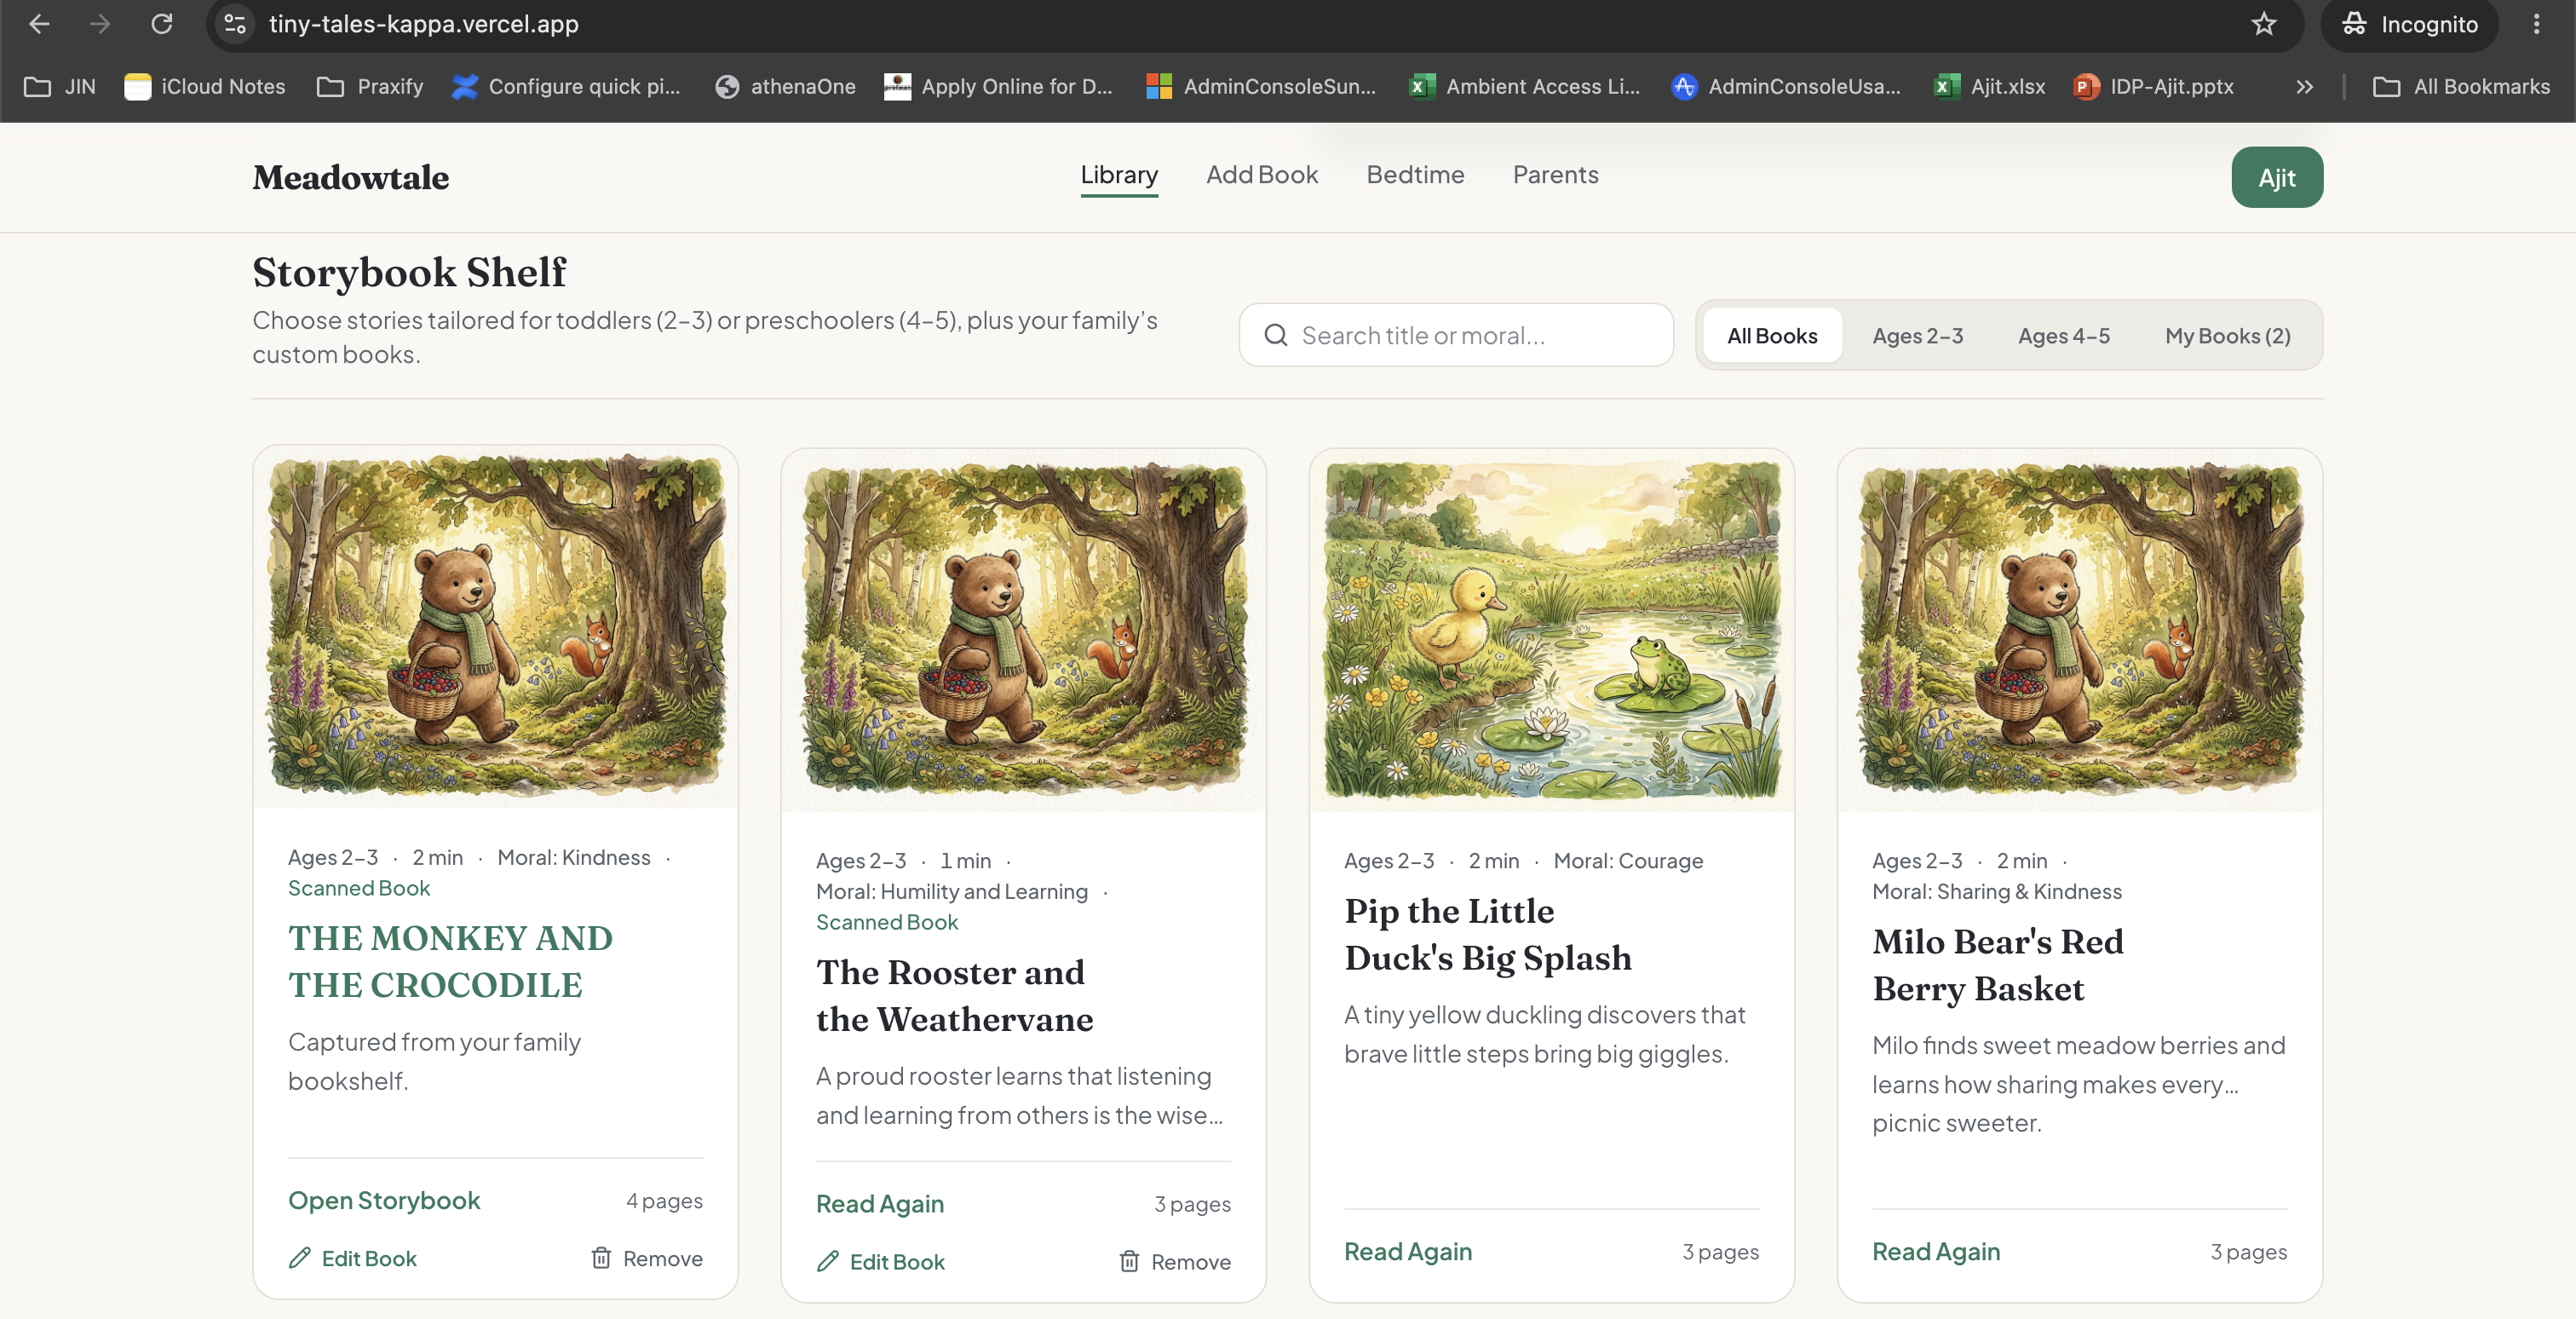 tiny-tales-kappa.vercel.app
Incognito
JIN
iCloud Notes
Praxify
Configure quick pi...
athenaOne
Apply Online for D...
AdminConsoleSun...
Ambient Access Li...
AdminConsoleUsa...
Ajit.xlsx
IDP-Ajit.pptx
All Bookmarks
Meadowtale
Library
Add Book
Bedtime
Parents
Ajit
Storybook Shelf
Choose stories tailored for toddlers (2–3) or preschoolers (4–5), plus your family’s
custom books.
Search title or moral...
All Books
Ages 2–3
Ages 4–5
My Books (2)
Ages 2–3 · 2 min · Moral: Kindness ·
Scanned Book
THE MONKEY AND
THE CROCODILE
Captured from your family
bookshelf.
Open Storybook
4 pages
Edit Book
Remove
Ages 2–3 · 1 min ·
Moral: Humility and Learning ·
Scanned Book
The Rooster and
the Weathervane
A proud rooster learns that listening
and learning from others is the wise...
Read Again
3 pages
Edit Book
Remove
Ages 2–3 · 2 min · Moral: Courage
Pip the Little
Duck's Big Splash
A tiny yellow duckling discovers that
brave little steps bring big giggles.
Read Again
3 pages
Ages 2–3 · 2 min ·
Moral: Sharing & Kindness
Milo Bear's Red
Berry Basket
Milo finds sweet meadow berries and
learns how sharing makes every...
picnic sweeter.
Read Again
3 pages